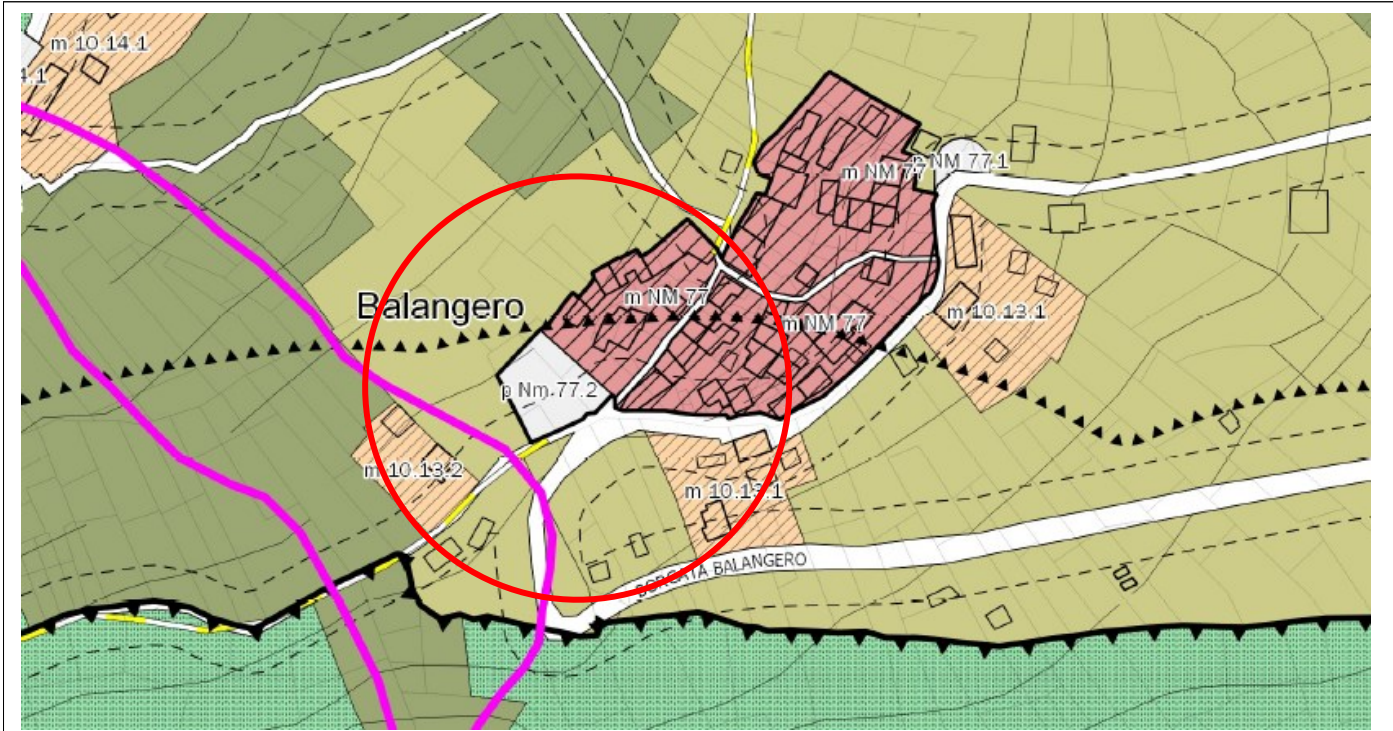 m 10.14.1
4.1
m NM 77
p NM 77.1
m NM 77
Balangero
m 10.13.1
m NM 77
p Nm.77.2
m 10.13.2
m 10.13.1
BORGATA BALANGERO